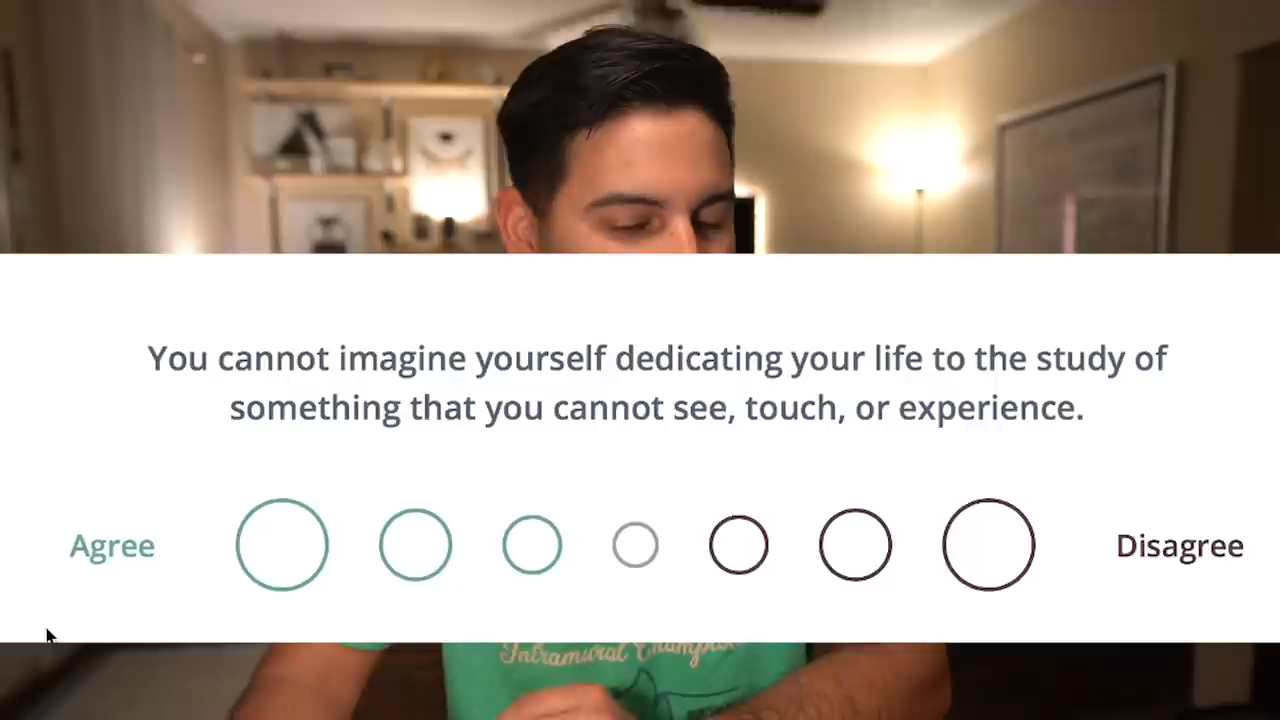 You cannot imagine yourself dedicating your life to the study of
something that you cannot see, touch, or experience.
Agree
Disagree
Intramural